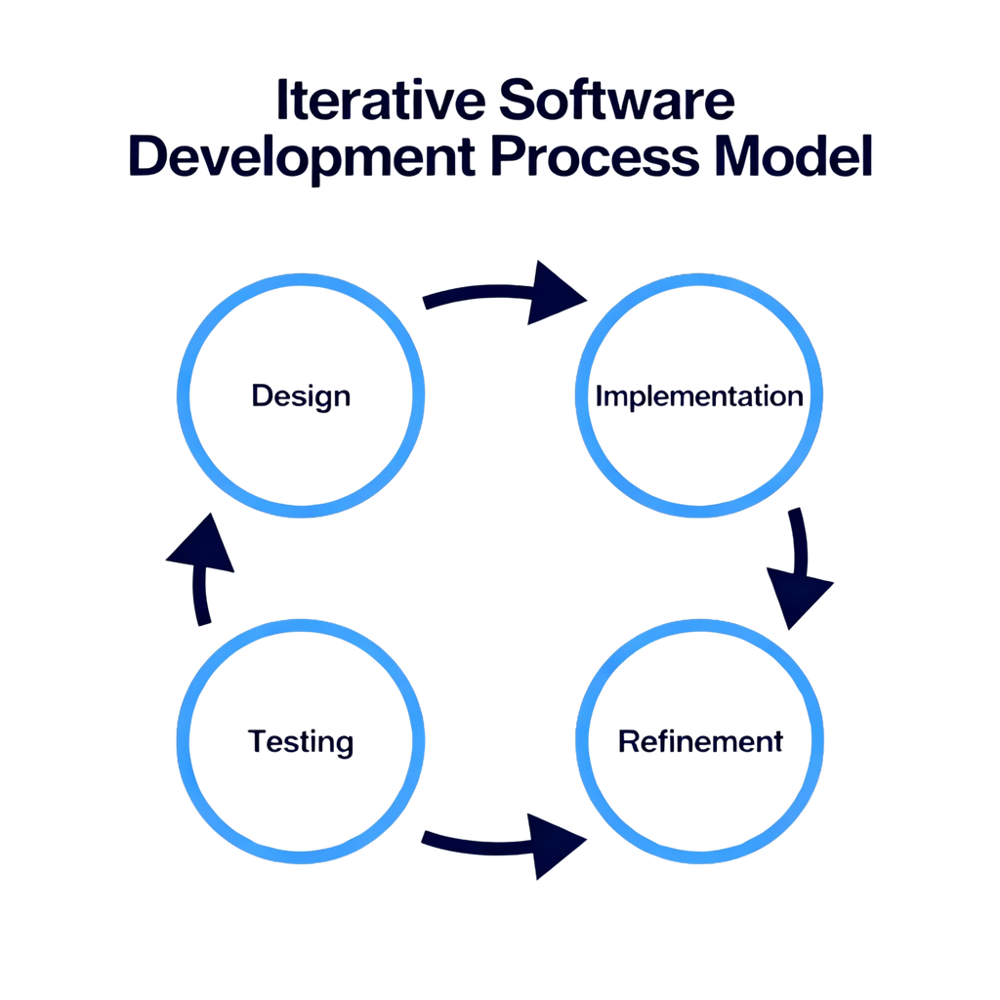 Iterative Software
Development Process Model
Design
Implementation
Testing
Refinement